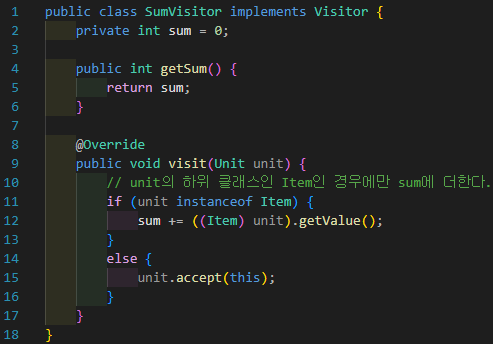 1 public class SumVisitor implements Visitor {
2     private int sum = 0;
3
4     public int getSum() {
5         return sum;
6     }
7
8     @Override
9     public void visit(Unit unit) {
10         // unit의 하위 클래스인 Item인 경우에만 sum에 더한다.
11         if (unit instanceof Item) {
12             sum += ((Item) unit).getValue();
13         }
14         else {
15             unit.accept(this);
16         }
17     }
18 }